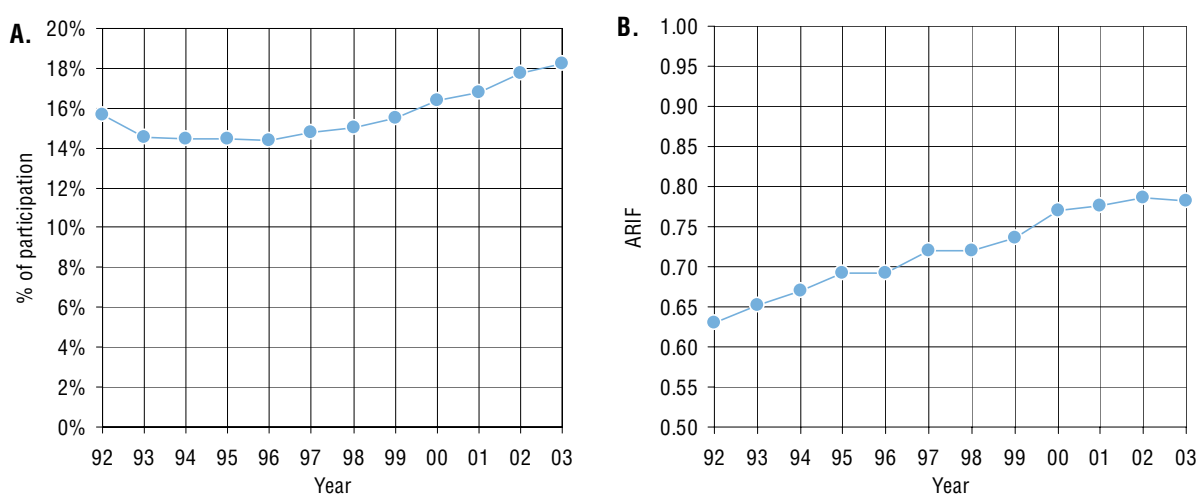 A.
% of participation
20%
18%
16%
14%
12%
10%
8%
6%
4%
2%
0%
92 93 94 95 96 97 98 99 00 01 02 03
Year
B.
ARIF
1.00
0.95
0.90
0.85
0.80
0.75
0.70
0.65
0.60
0.55
0.50
92 93 94 95 96 97 98 99 00 01 02 03
Year